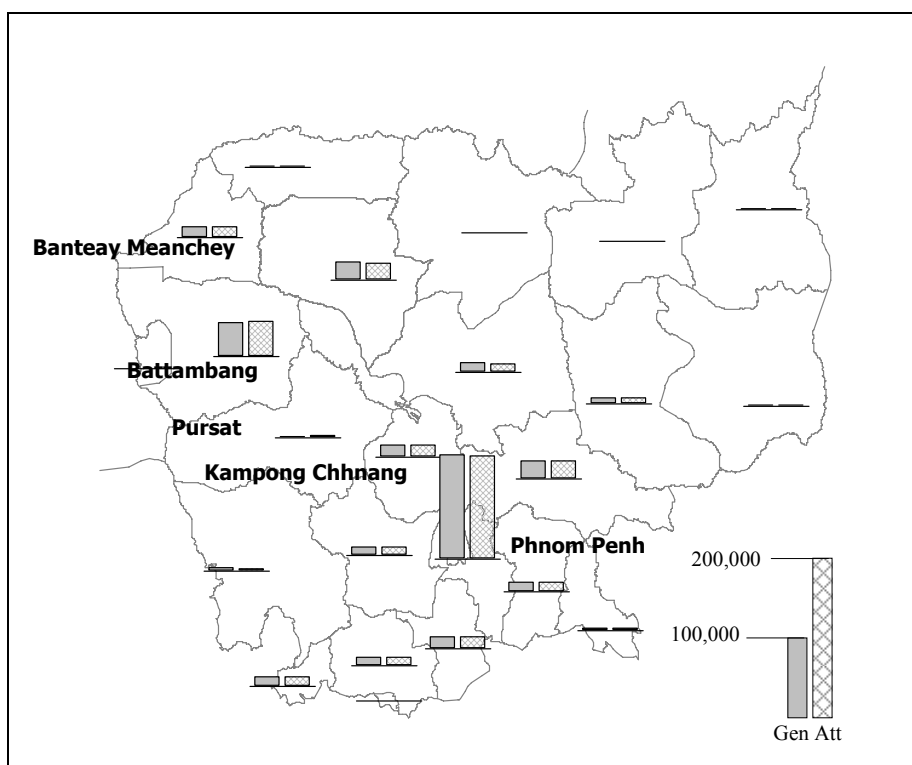 Banteay Meanchey
Battambang
Pursat
Kampong Chhnang
Phnom Penh
200,000
100,000
Gen Att